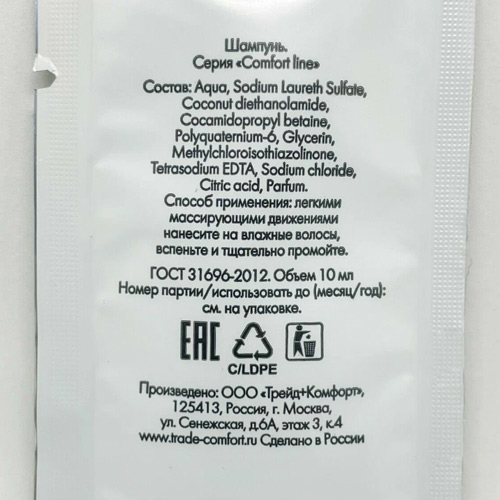 Шампунь.
Серия «Comfort line»
Состав: Aqua, Sodium Laureth Sulfate,
Coconut diethanolamide,
Cocamidopropyl betaine,
Polyquaternium-6, Glycerin,
Methylchloroisothiazolinone,
Tetrasodium EDTA, Sodium chloride,
Citric acid, Parfum.
Способ применения: легкими
массирующими движениями
нанесите на влажные волосы,
вспеньте и тщательно промойте.
ГОСТ 31696-2012. Объем 10 мл
Номер партии/использовать до (месяц/год):
см. на упаковке.
ЕАС
C/LDPE
Произведено: ООО «Трейд+Комфорт»,
125413, Россия, г. Москва,
ул. Сенежская, д.6А, этаж 3, к.4
www.trade-comfort.ru Сделано в России